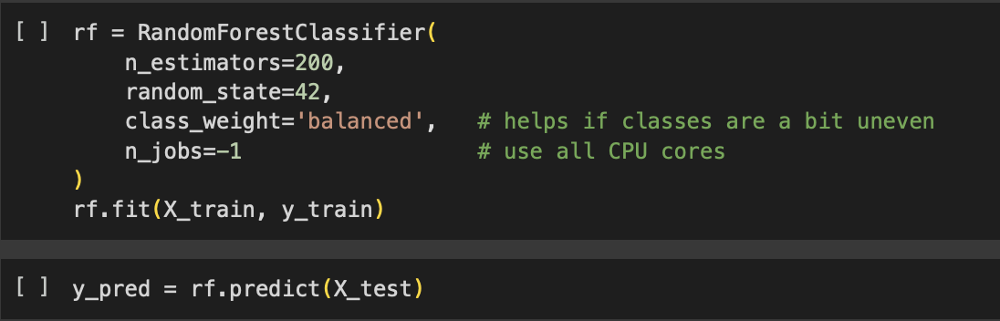 [ ] rf = RandomForestClassifier(
n_estimators=200,
random_state=42,
class_weight='balanced', # helps if classes are a bit uneven
n_jobs=-1 # use all CPU cores
)
rf.fit(X_train, y_train)
[ ] y_pred = rf.predict(X_test)